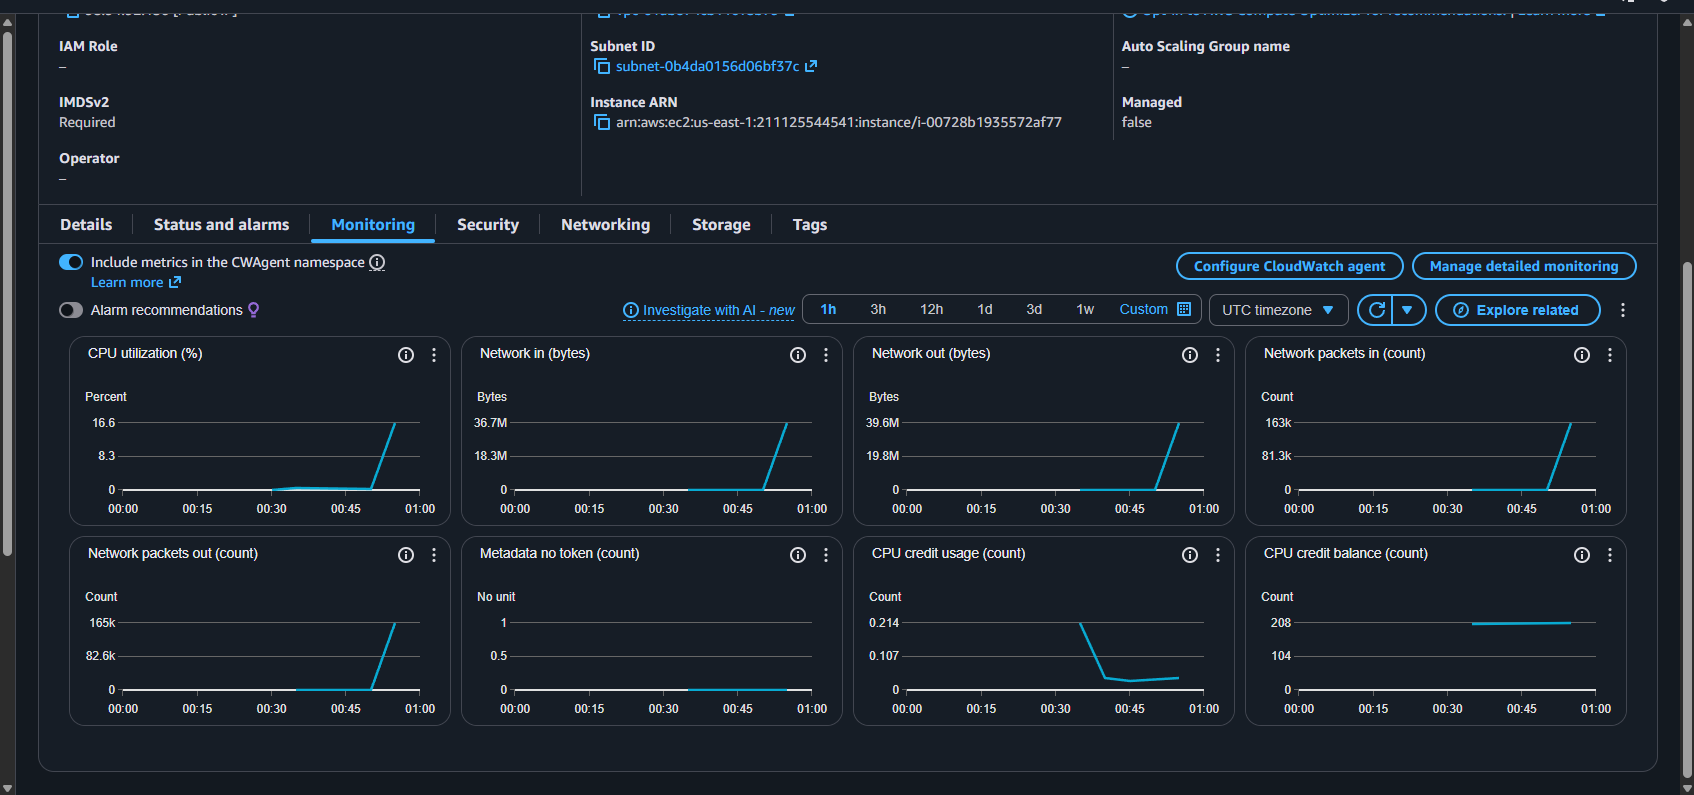 IAM Role
–
Subnet ID
subnet-0b4da0156d06bf37c
Auto Scaling Group name
–
IMDSv2
Required
Instance ARN
arn:aws:ec2:us-east-1:211125544541:instance/i-00728b1935572af77
Managed
false
Operator
–
Details
Status and alarms
Monitoring
Security
Networking
Storage
Tags
Include metrics in the CWAgent namespace
Learn more
Configure CloudWatch agent
Manage detailed monitoring
Alarm recommendations
Investigate with AI - new
1h
3h
12h
1d
3d
1w
Custom
UTC timezone
Explore related
CPU utilization (%)
Percent
16.6
8.3
0
00:00 00:15 00:30 00:45 01:00
Network in (bytes)
Bytes
36.7M
18.3M
0
00:00 00:15 00:30 00:45 01:00
Network out (bytes)
Bytes
39.6M
19.8M
0
00:00 00:15 00:30 00:45 01:00
Network packets in (count)
Count
163k
81.3k
0
00:00 00:15 00:30 00:45 01:00
Network packets out (count)
Count
165k
82.6k
0
00:00 00:15 00:30 00:45 01:00
Metadata no token (count)
No unit
1
0.5
0
00:00 00:15 00:30 00:45 01:00
CPU credit usage (count)
Count
0.214
0.107
0
00:00 00:15 00:30 00:45 01:00
CPU credit balance (count)
Count
208
104
0
00:00 00:15 00:30 00:45 01:00